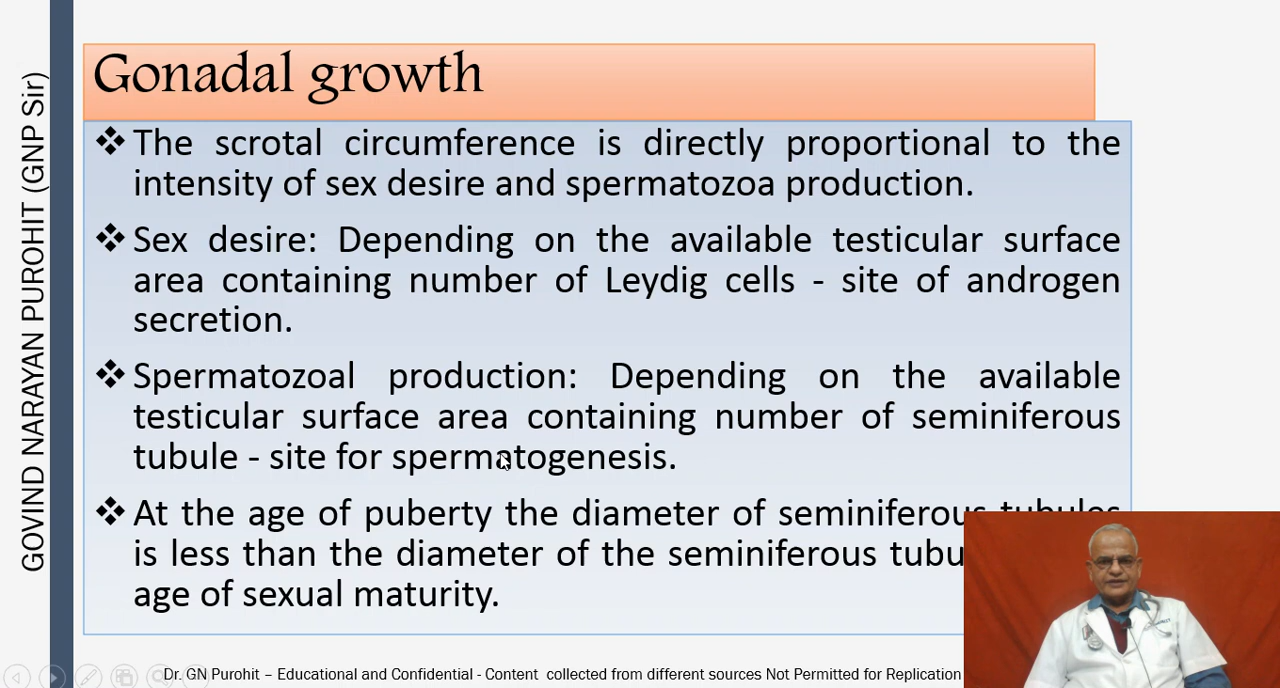 GOVIND NARAYAN PUROHIT (GNP Sir)
Gonadal growth
❖ The scrotal circumference is directly proportional to the
intensity of sex desire and spermatozoa production.
❖ Sex desire: Depending on the available testicular surface
area containing number of Leydig cells - site of androgen
secretion.
❖ Spermatozoal production: Depending on the available
testicular surface area containing number of seminiferous
tubule - site for spermatogenesis.
❖ At the age of puberty the diameter of seminiferous tubules
is less than the diameter of the seminiferous
age of sexual maturity.
Dr. GN Purohit – Educational and Confidential - Content collected from different sources Not Permitted for Replication